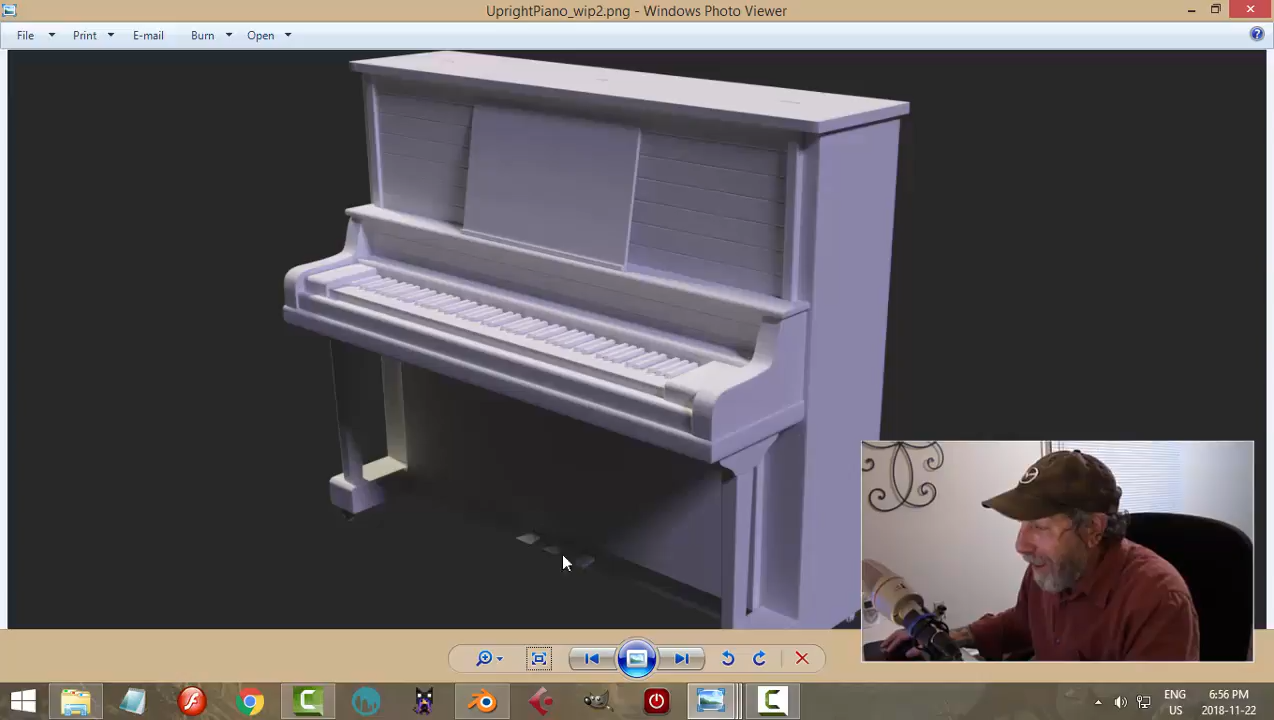 UprightPiano_wip2.png - Windows Photo Viewer
File Print E-mail Burn Open
ENG 6:56 PM
US 2018-11-22